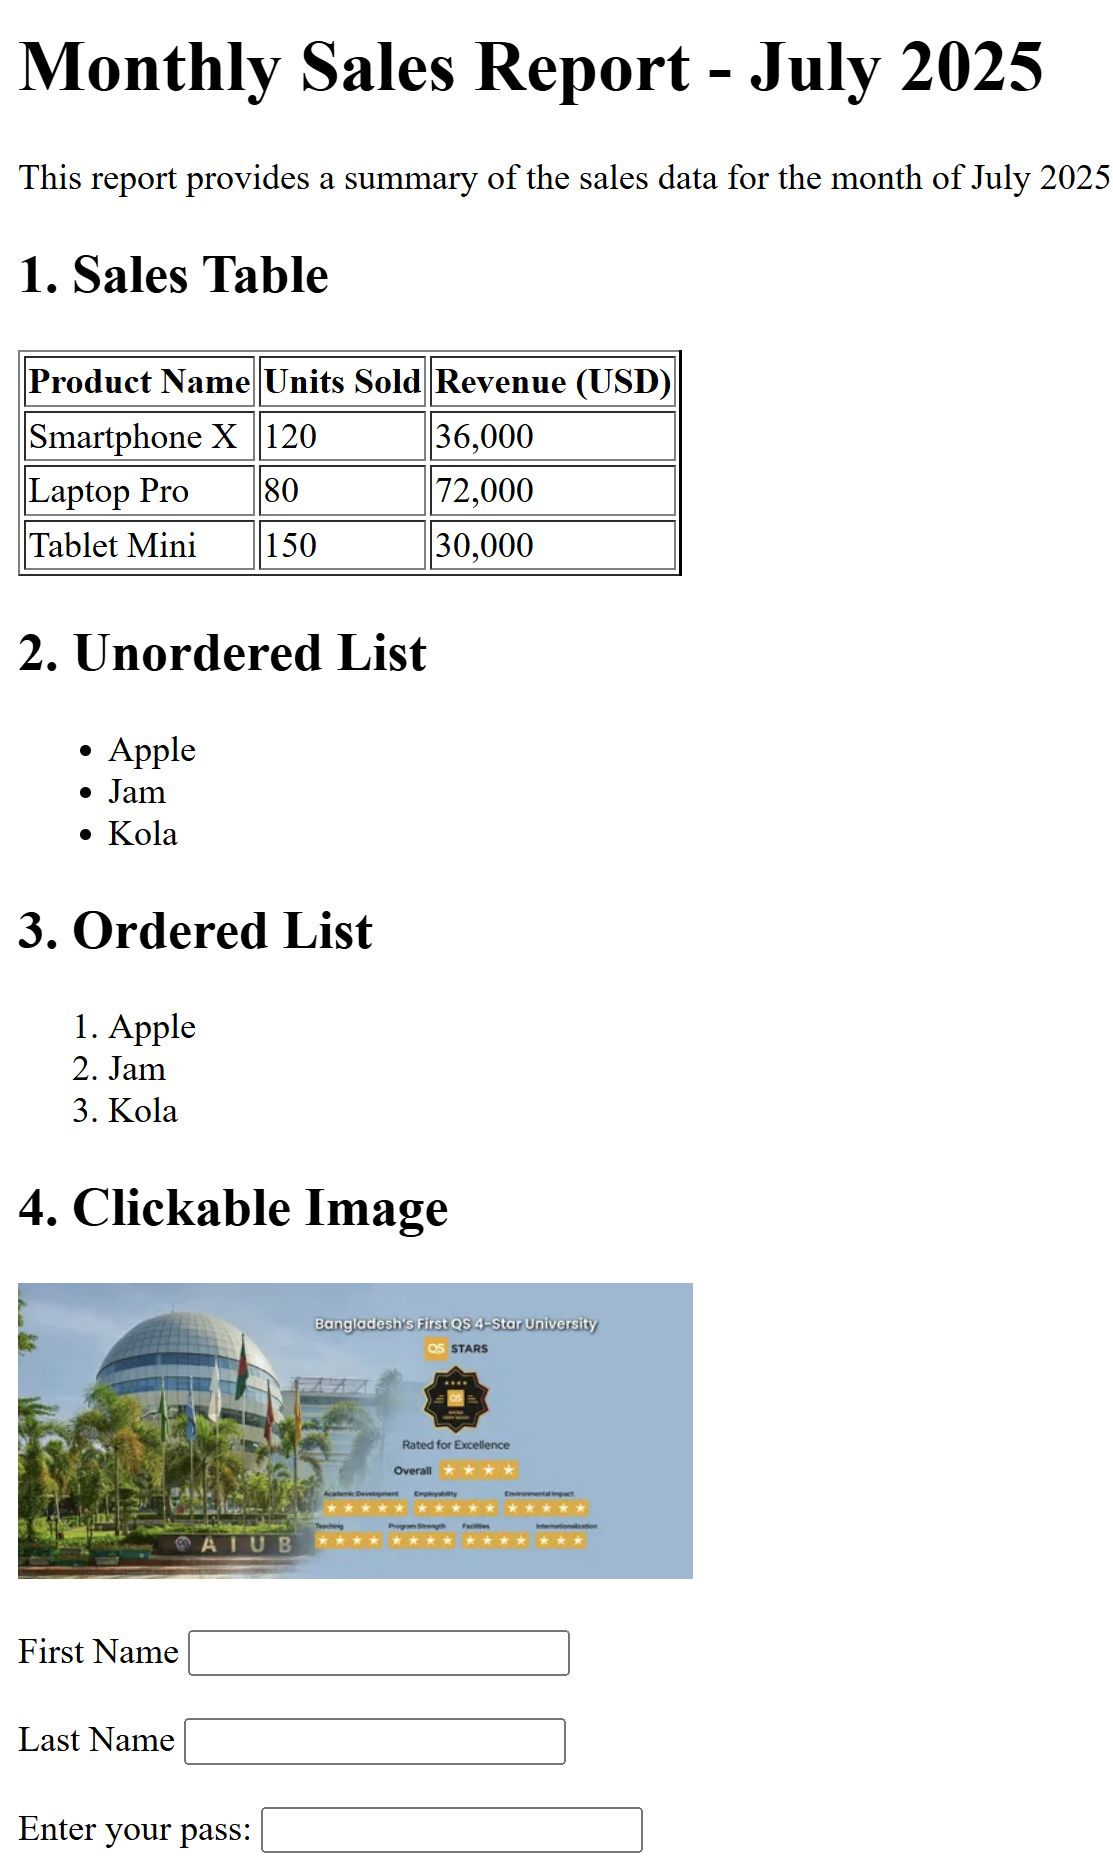 Monthly Sales Report - July 2025
This report provides a summary of the sales data for the month of July 2025
1. Sales Table
Product Name Units Sold Revenue (USD)
Smartphone X 120 36,000
Laptop Pro 80 72,000
Tablet Mini 150 30,000
2. Unordered List
• Apple
• Jam
• Kola
3. Ordered List
1. Apple
2. Jam
3. Kola
4. Clickable Image
Bangladesh's First QS 4-Star University
QS STARS
QS
Rated for Excellence
Overall
Academic Development Employability Environmental Impact
Teaching Program Strength Facilities Internationalization
AIUB
First Name
Last Name
Enter your pass: